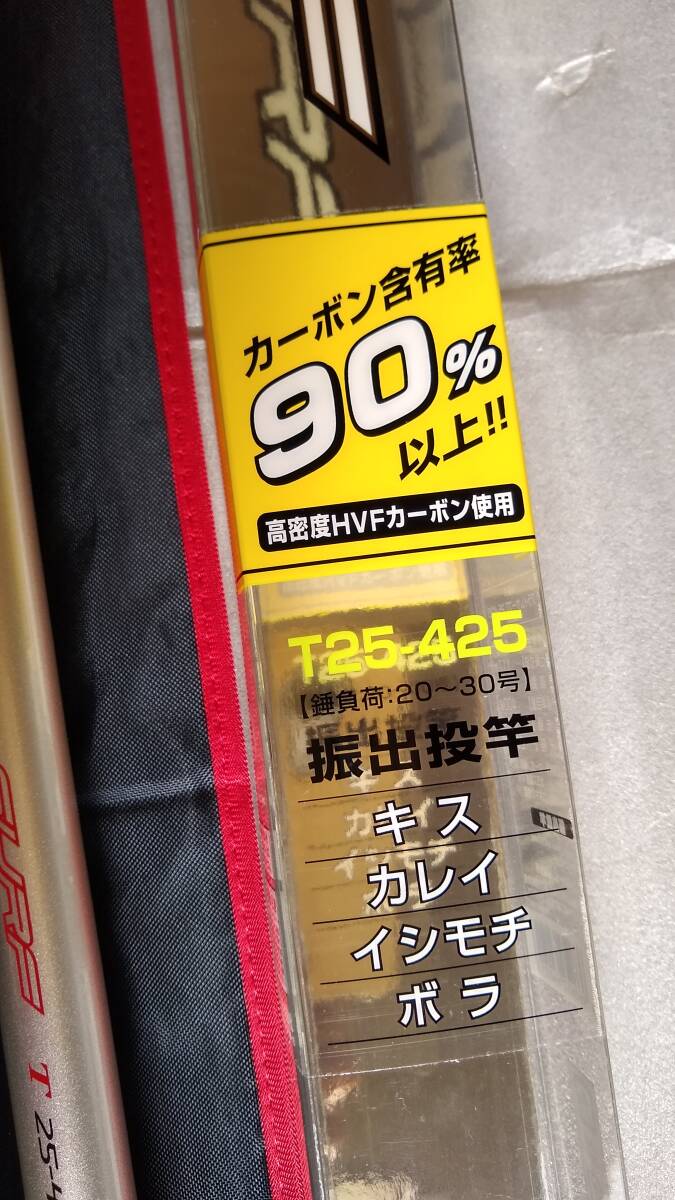 カーボン含有率
90%
以上!!
高密度HVFカーボン使用
T25-425
【錘負荷:20〜30号】
振出投竿
キス
カレイ
イシモチ
ボラ
SURF
T 25-4